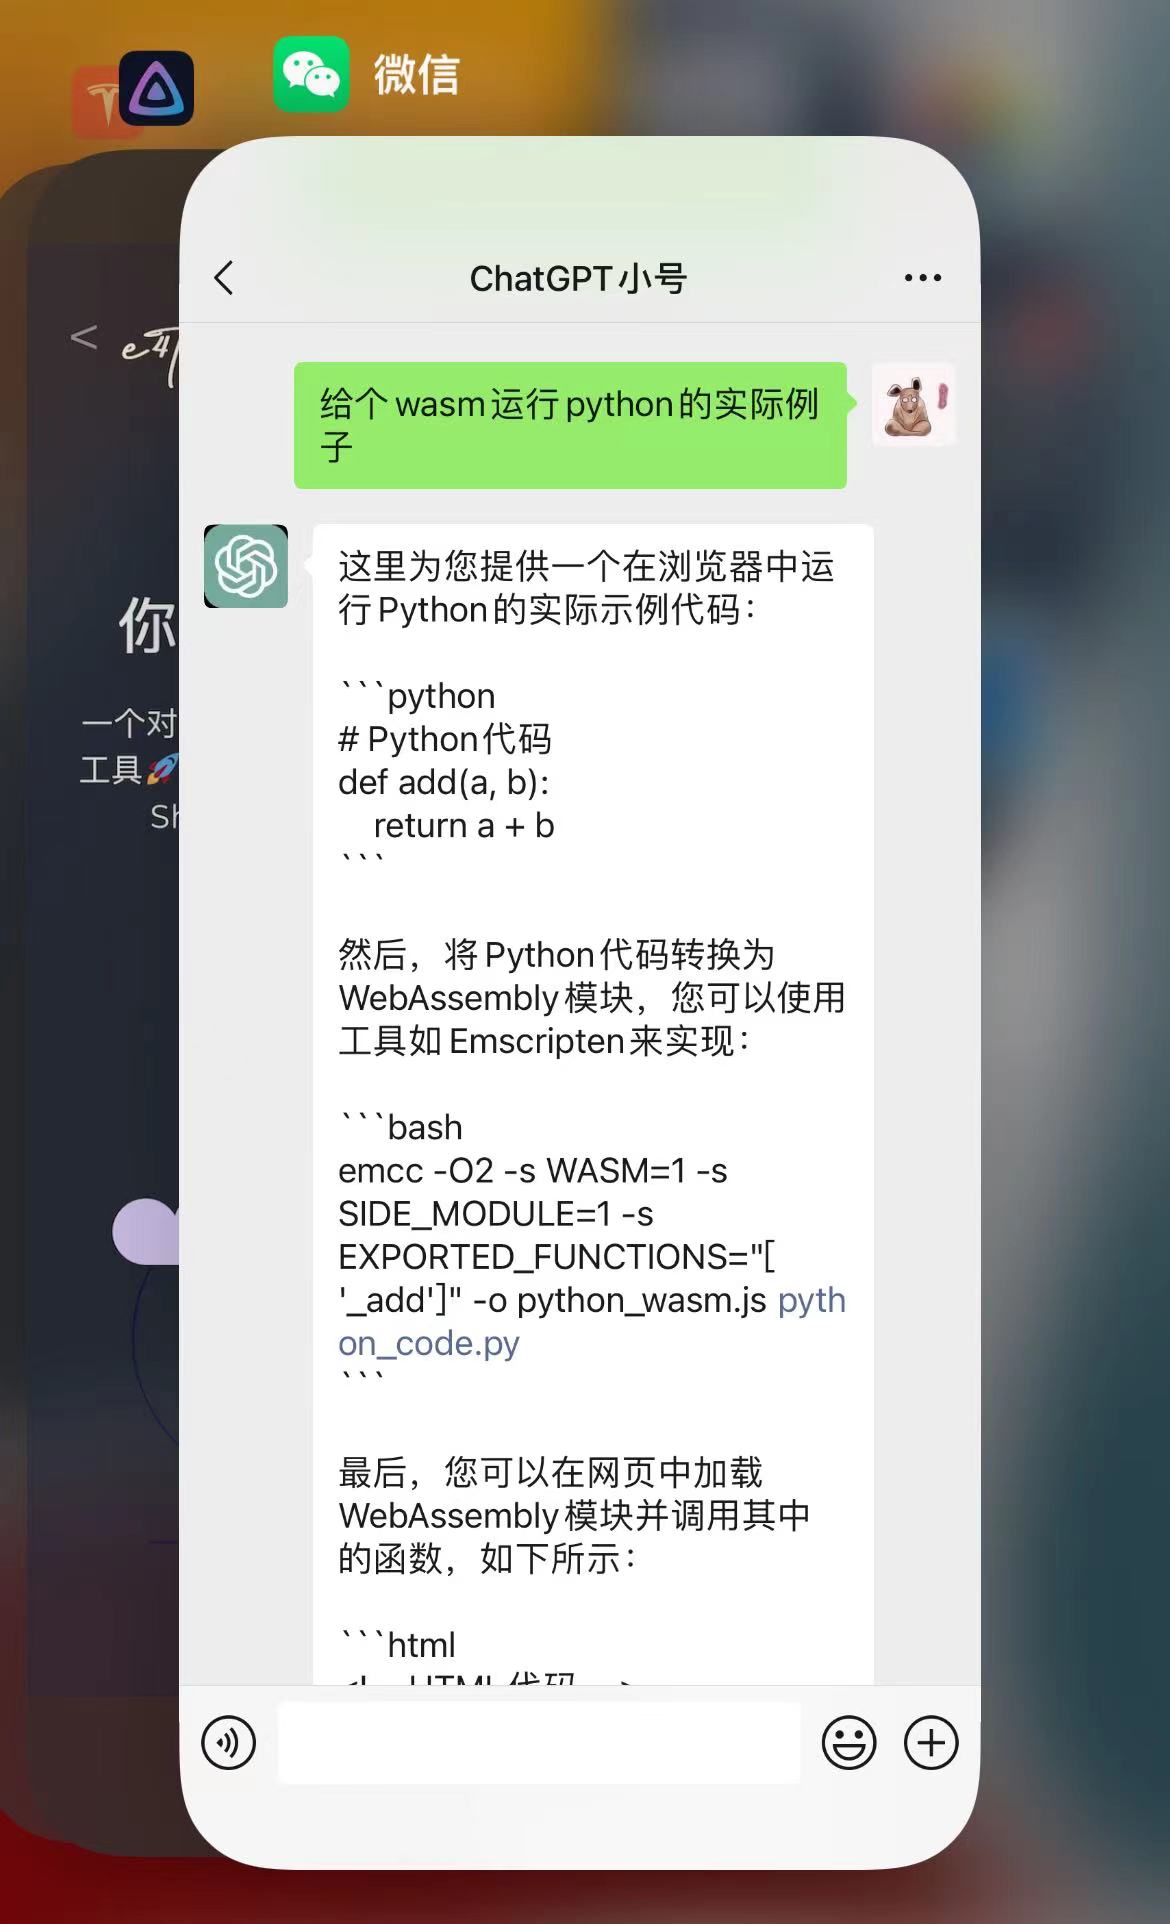 微信
ChatGPT小号
给个wasm运行python的实际例
子
这里为您提供一个在浏览器中运
行Python的实际示例代码：
```python
# Python代码
def add(a, b):
    return a + b
```
然后，将Python代码转换为
WebAssembly模块，您可以使用
工具如Emscripten来实现：
```bash
emcc -O2 -s WASM=1 -s
SIDE_MODULE=1 -s
EXPORTED_FUNCTIONS="[
'_add']" -o python_wasm.js pyth
on_code.py
```
最后，您可以在网页中加载
WebAssembly模块并调用其中
的函数，如下所示：
```html
<!-- HTML代码 -->
<
你
一个对
工具🚀
Sh